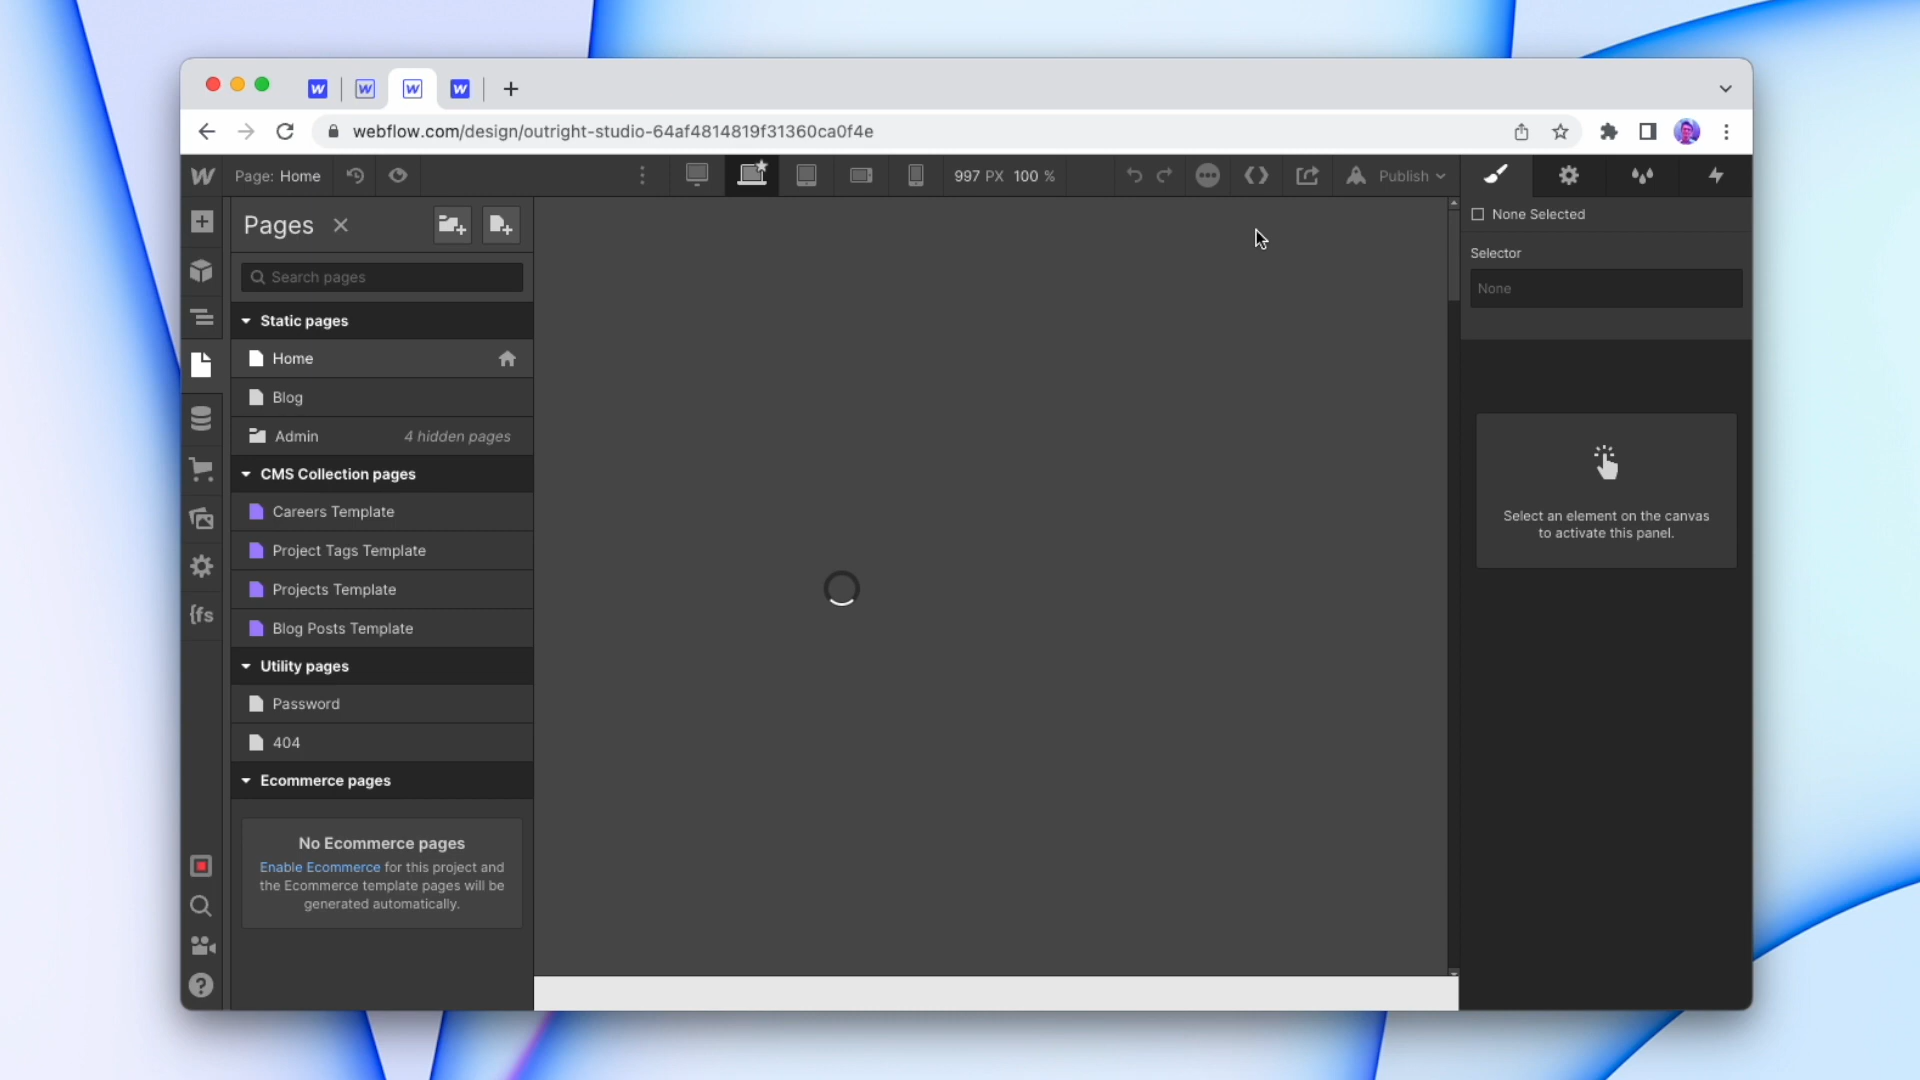 webflow.com/design/outright-studio-64af4814819f31360ca0f4e
Page: Home
997 PX 100 %
Publish
Pages
Search pages
Static pages
Home
Blog
Admin 4 hidden pages
CMS Collection pages
Careers Template
Project Tags Template
Projects Template
Blog Posts Template
Utility pages
Password
404
Ecommerce pages
No Ecommerce pages
Enable Ecommerce for this project and
the Ecommerce template pages will be
generated automatically.
{fs
None Selected
Selector
None
Select an element on the canvas
to activate this panel.